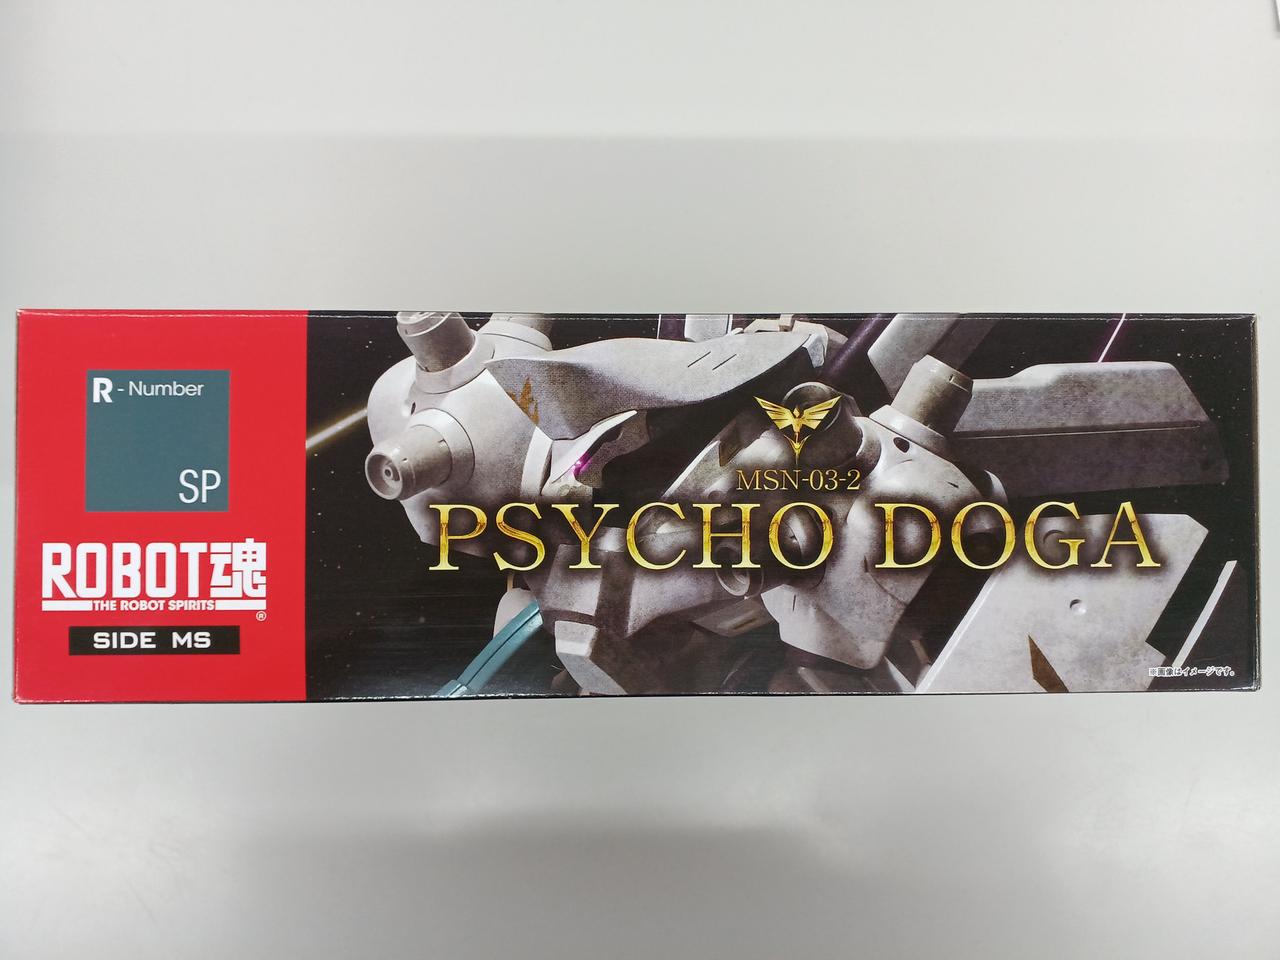 R - Number
SP
ROBOT魂
THE ROBOT SPIRITS
®
SIDE MS
MSN-03-2
PSYCHO DOGA
※画像はイメージです。